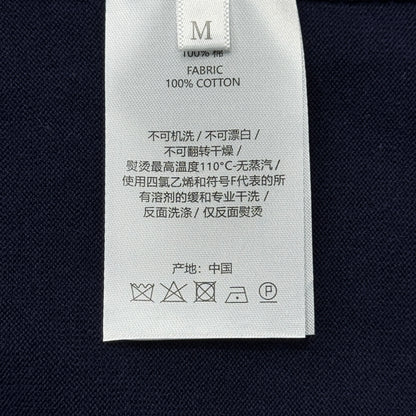 M
100% 棉
FABRIC
100% COTTON
不可机洗 / 不可漂白 /
不可翻转干燥 /
熨烫最高温度110°C-无蒸汽 /
使用四氯乙烯和符号F代表的所
有溶剂的缓和专业干洗
反面洗涤 / 仅反面熨烫
产地: 中国
P